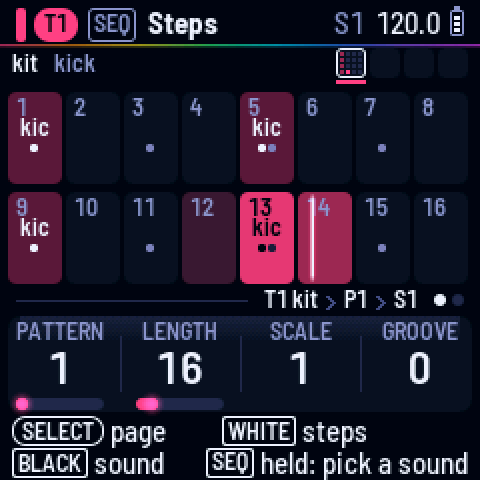 T1 SEQ Steps S1 120.0
kit kick
1 2 3 4 5 6 7 8
kic kic
9 10 11 12 13 14 15 16
kic kic
T1 kit > P1 > S1
PATTERN LENGTH SCALE GROOVE
1 16 1 0
SELECT page WHITE steps
BLACK sound SEQ held: pick a sound